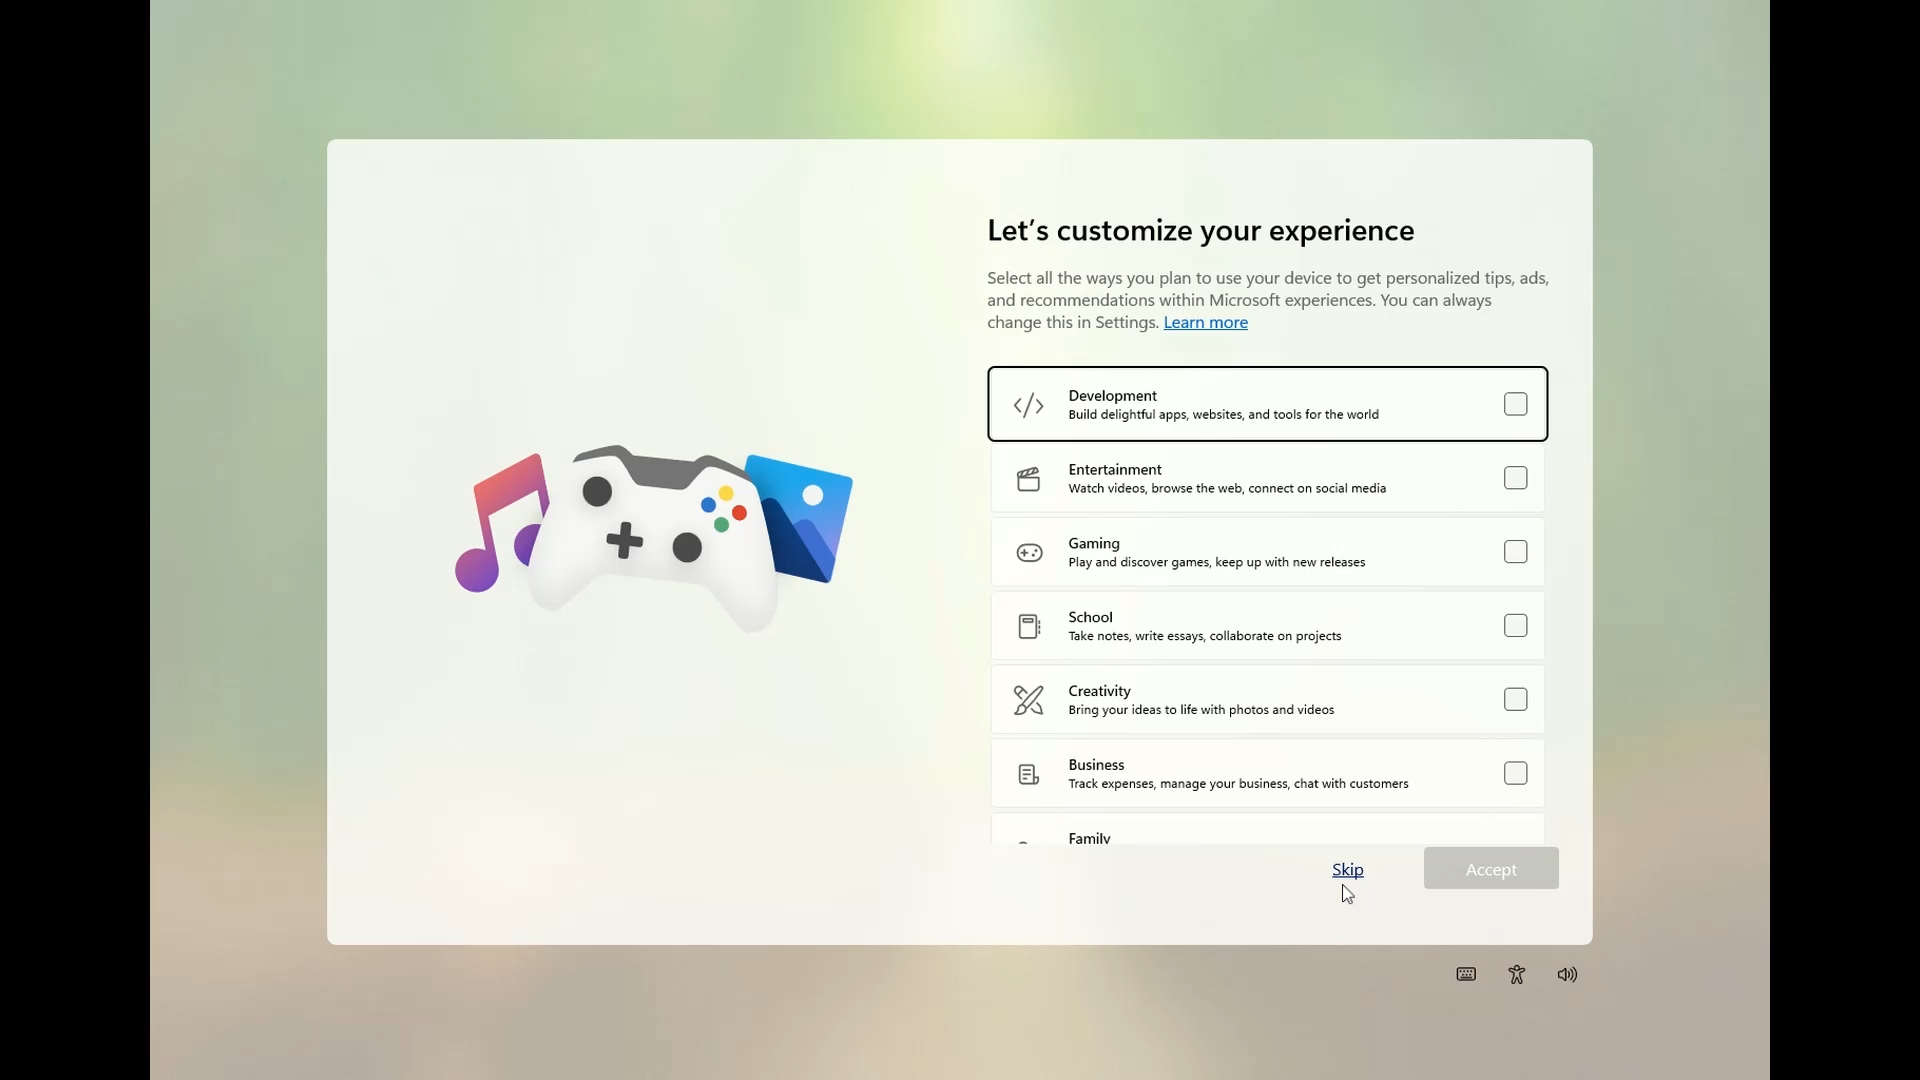 Let's customize your experience
Select all the ways you plan to use your device to get personalized tips, ads,
and recommendations within Microsoft experiences. You can always
change this in Settings. Learn more
Development
Build delightful apps, websites, and tools for the world
Entertainment
Watch videos, browse the web, connect on social media
Gaming
Play and discover games, keep up with new releases
School
Take notes, write essays, collaborate on projects
Creativity
Bring your ideas to life with photos and videos
Business
Track expenses, manage your business, chat with customers
Family
Skip
Accept